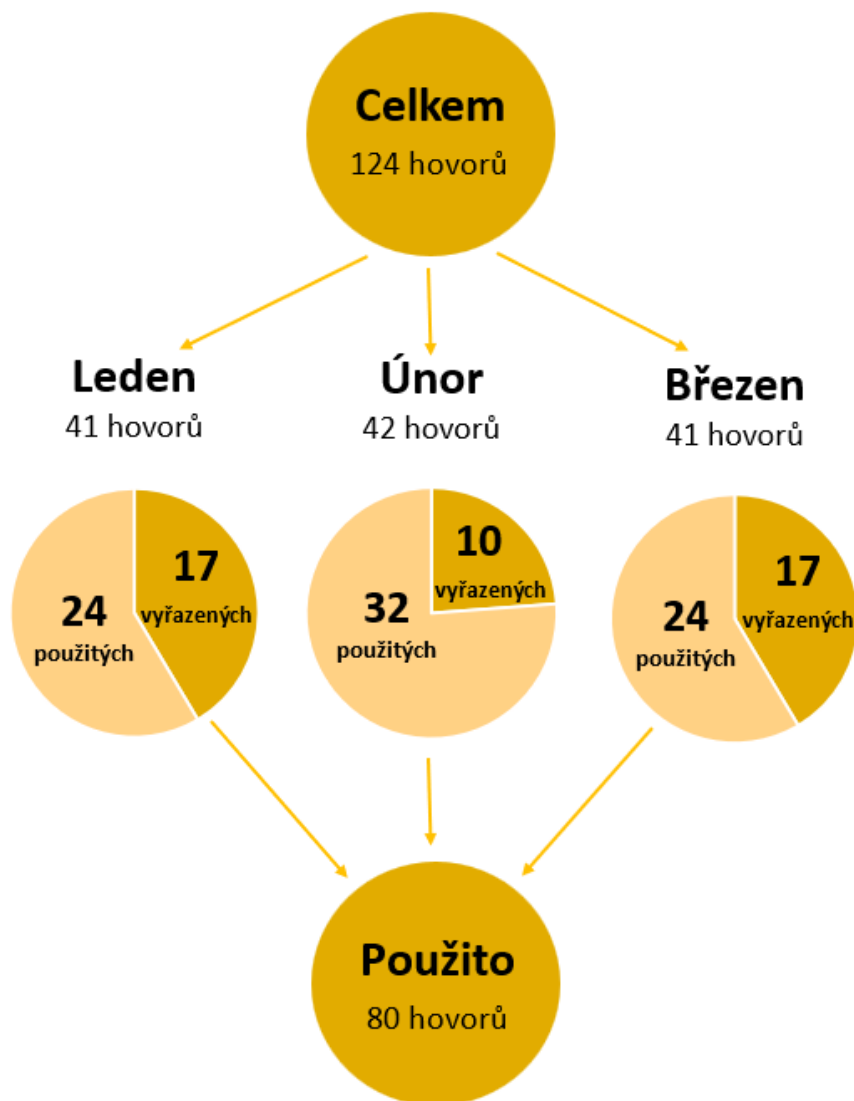 Celkem
124 hovorů
Leden
41 hovorů
Únor
42 hovorů
Březen
41 hovorů
17
vyřazených
24
použitých
10
vyřazených
32
použitých
17
vyřazených
24
použitých
Použito
80 hovorů